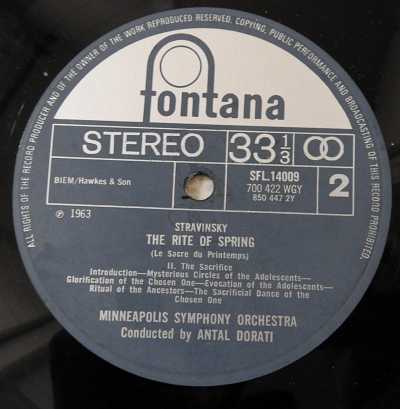 ALL RIGHTS OF THE RECORD PRODUCER AND OF THE OWNER OF THE WORK REPRODUCED RESERVED. COPYING, PUBLIC PERFORMANCE AND BROADCASTING OF THIS RECORD PROHIBITED.
fontana
STEREO 33 1/3
SFL.14009
700 422 WGY
850 447 2Y
2
BIEM/Hawkes & Son
℗ 1963
STRAVINSKY
THE RITE OF SPRING
(Le Sacre du Printemps)
II. The Sacrifice
Introduction—Mysterious Circles of the Adolescents—
Glorification of the Chosen One—Evocation of the Adolescents—
Ritual of the Ancestors—The Sacrificial Dance of the
Chosen One
MINNEAPOLIS SYMPHONY ORCHESTRA
Conducted by ANTAL DORATI